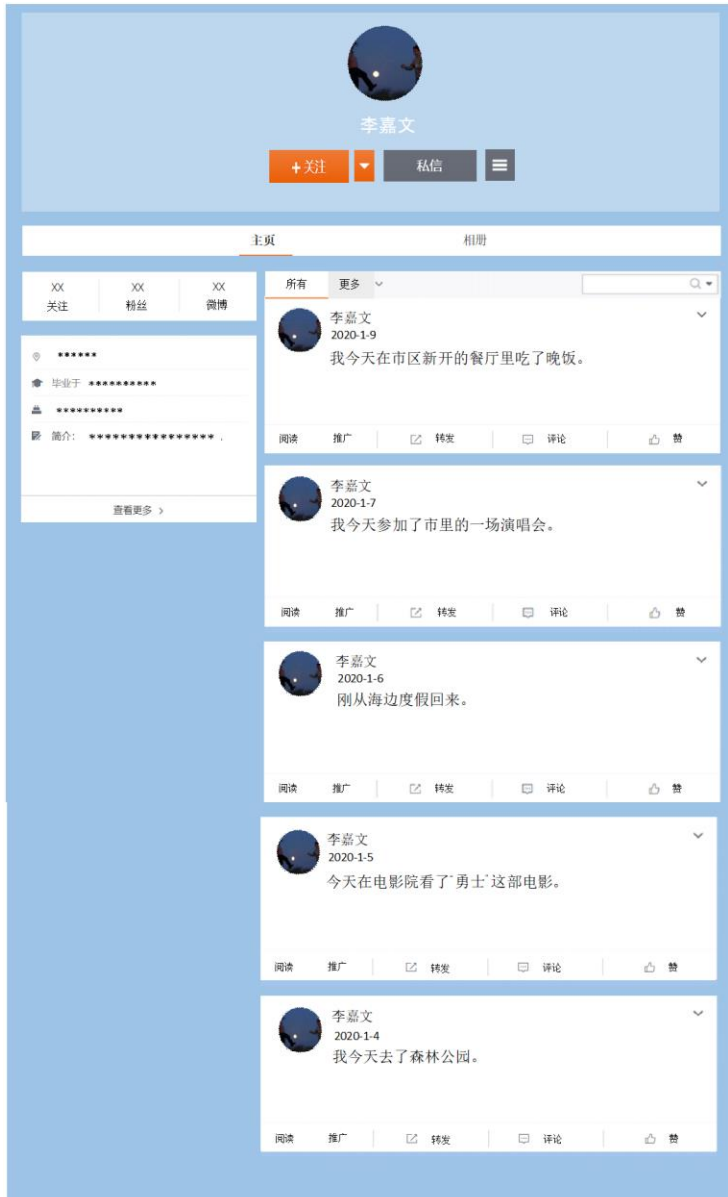 李嘉文
+关注
私信
主页 相册
XX XX XX
关注 粉丝 微博
******
毕业于 **********
**********
简介: **************** .
查看更多 >
所有 更多
李嘉文
2020-1-9
我今天在市区新开的餐厅里吃了晚饭。
阅读 推广 转发 评论 赞
李嘉文
2020-1-7
我今天参加了市里的一场演唱会。
阅读 推广 转发 评论 赞
李嘉文
2020-1-6
刚从海边度假回来。
阅读 推广 转发 评论 赞
李嘉文
2020-1-5
今天在电影院看了"勇士"这部电影。
阅读 推广 转发 评论 赞
李嘉文
2020-1-4
我今天去了森林公园。
阅读 推广 转发 评论 赞